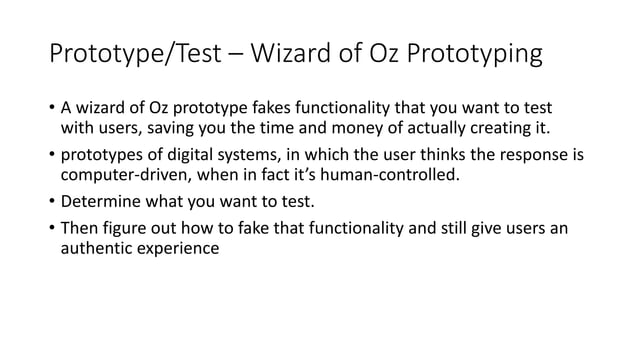 Prototype/Test – Wizard of Oz Prototyping
• A wizard of Oz prototype fakes functionality that you want to test
with users, saving you the time and money of actually creating it.
• prototypes of digital systems, in which the user thinks the response is
computer-driven, when in fact it’s human-controlled.
• Determine what you want to test.
• Then figure out how to fake that functionality and still give users an
authentic experience